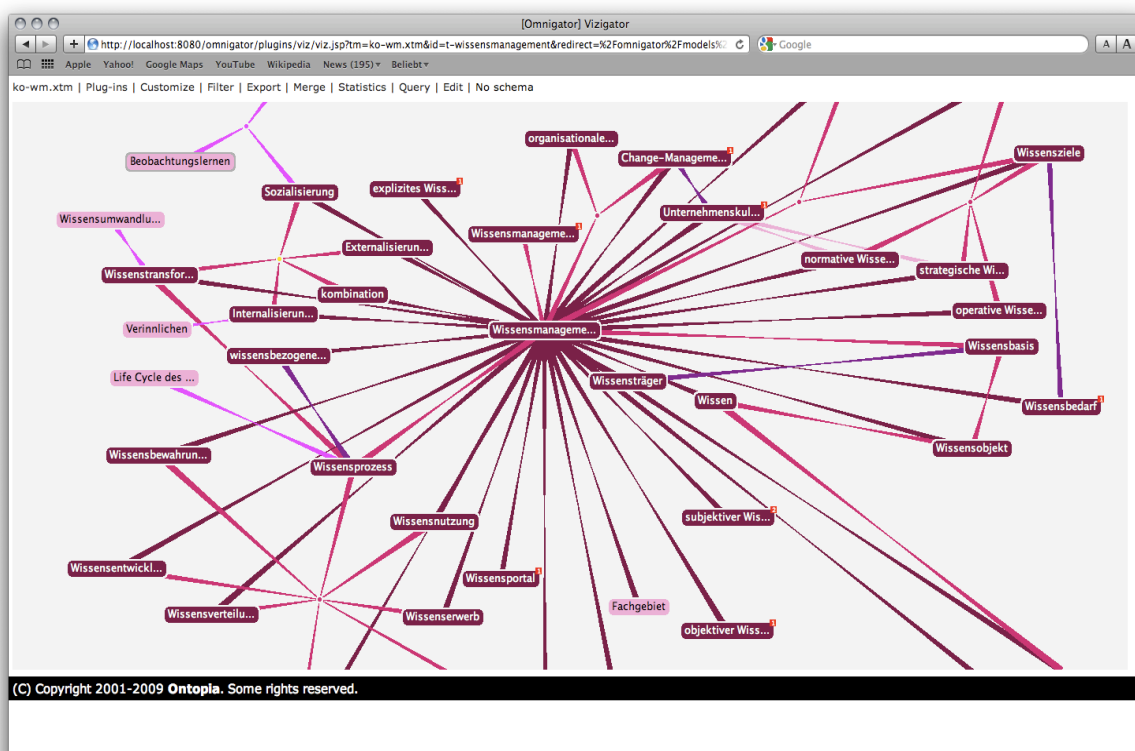 [Omnigator] Vizigator
http://localhost:8080/omnigator/plugins/viz/viz.jsp?tm=ko-wm.xtm&id=t-wissensmanagement&redirect=%2Fomnigator%2Fmodels%2
Google
A A
Apple Yahoo! Google Maps YouTube Wikipedia News (195) Beliebt
ko-wm.xtm | Plug-ins | Customize | Filter | Export | Merge | Statistics | Query | Edit | No schema
organisationale...
Beobachtungslernen
Change-Manageme...
Wissensziele
Sozialisierung
explizites Wiss...
Wissensumwandlu...
Unternehmenskul...
Wissensmanageme...
Externalisierun...
normative Wisse...
Wissenstransfor...
strategische Wi...
kombination
Internalisierun...
operative Wisse...
Verinnlichen
Wissensmanageme...
wissensbezogene...
Wissensbasis
Life Cycle des ...
Wissensträger
Wissen
Wissensbedarf
Wissensbewahrun...
Wissensobjekt
Wissensprozess
Wissensnutzung
subjektiver Wis...
Wissensentwickl...
Wissensportal
Wissensverteilu...
Wissenserwerb
Fachgebiet
objektiver Wiss...
(C) Copyright 2001-2009 Ontopia. Some rights reserved.